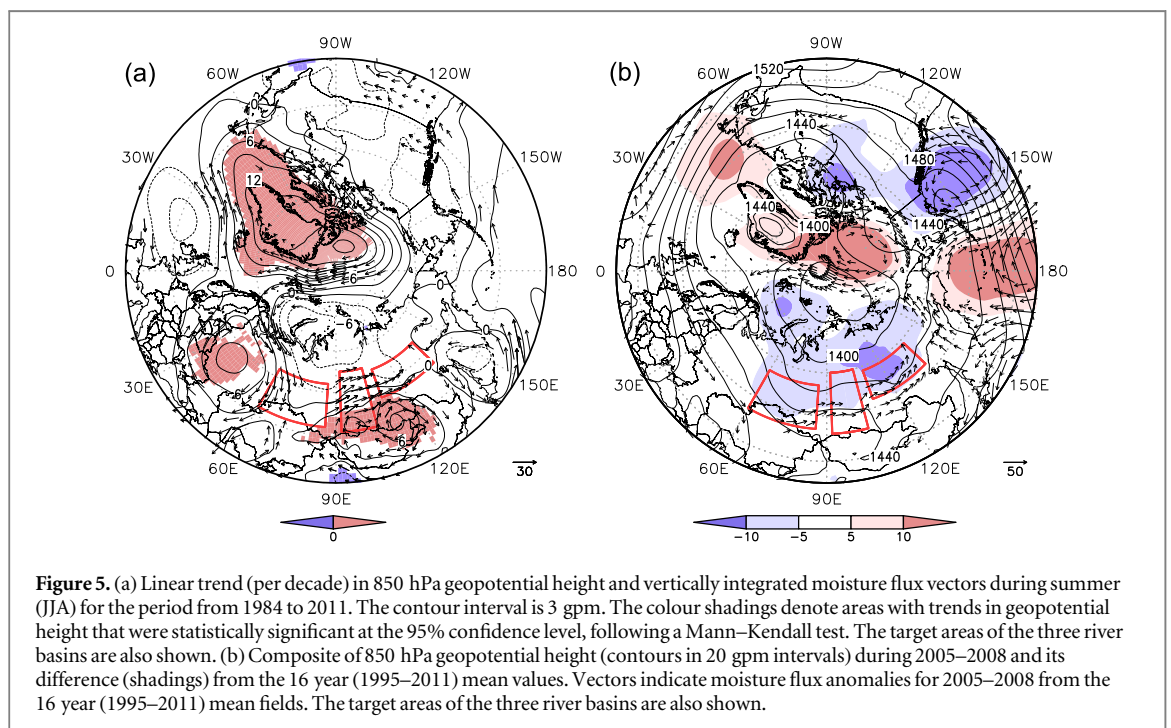 (a)
90W
60W
120W
30W
150W
0
180
30E
150E
60E
120E
90E
0
6
12
6
6
0
0
0
6
6
30
0
(b)
90W
60W
120W
30W
150W
0
180
30E
150E
60E
120E
90E
1520
1440
1480
1440
1400
1440
1400
1440
50
−10 −5 5 10
Figure 5. (a) Linear trend (per decade) in 850 hPa geopotential height and vertically integrated moisture flux vectors during summer
(JJA) for the period from 1984 to 2011. The contour interval is 3 gpm. The colour shadings denote areas with trends in geopotential
height that were statistically significant at the 95% confidence level, following a Mann–Kendall test. The target areas of the three river
basins are also shown. (b) Composite of 850 hPa geopotential height (contours in 20 gpm intervals) during 2005–2008 and its
difference (shadings) from the 16 year (1995–2011) mean values. Vectors indicate moisture flux anomalies for 2005–2008 from the
16 year (1995–2011) mean fields. The target areas of the three river basins are also shown.